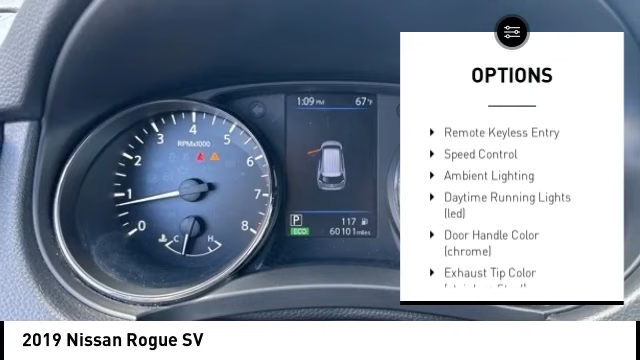 OPTIONS
Remote Keyless Entry
Speed Control
Ambient Lighting
Daytime Running Lights
(led)
Door Handle Color
(chrome)
Exhaust Tip Color
1:09 PM 67°F
RPMx1000
0
1
2
3
4
5
6
7
8
C H
P 117
ECO 60101 miles
2019 Nissan Rogue SV